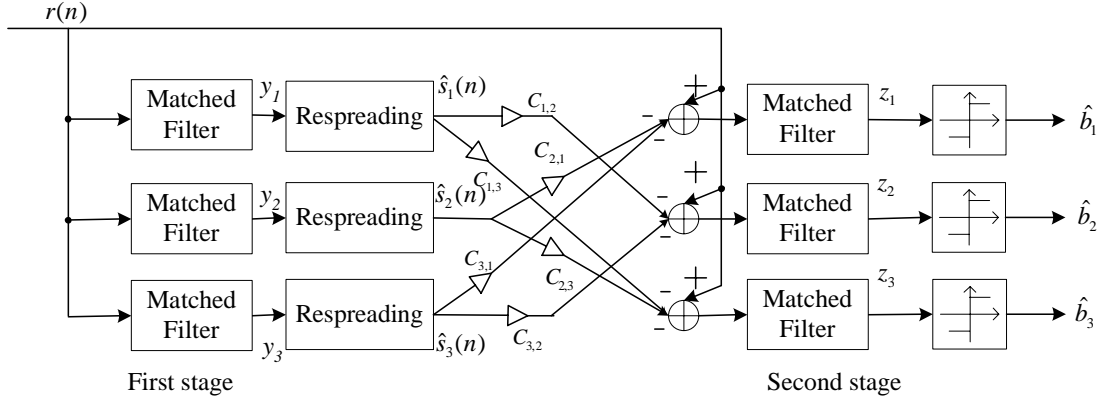 r(n)
Matched Filter
y₁
Respreading
ŝ₁(n)
C₁,₂
-
-
+
Matched Filter
z₁
b̂₁
C₂,₁
C₁,₃
Matched Filter
y₂
Respreading
ŝ₂(n)
-
-
+
Matched Filter
z₂
b̂₂
C₃,₁
C₂,₃
Matched Filter
y₃
Respreading
ŝ₃(n)
C₃,₂
-
-
+
Matched Filter
z₃
b̂₃
First stage
Second stage